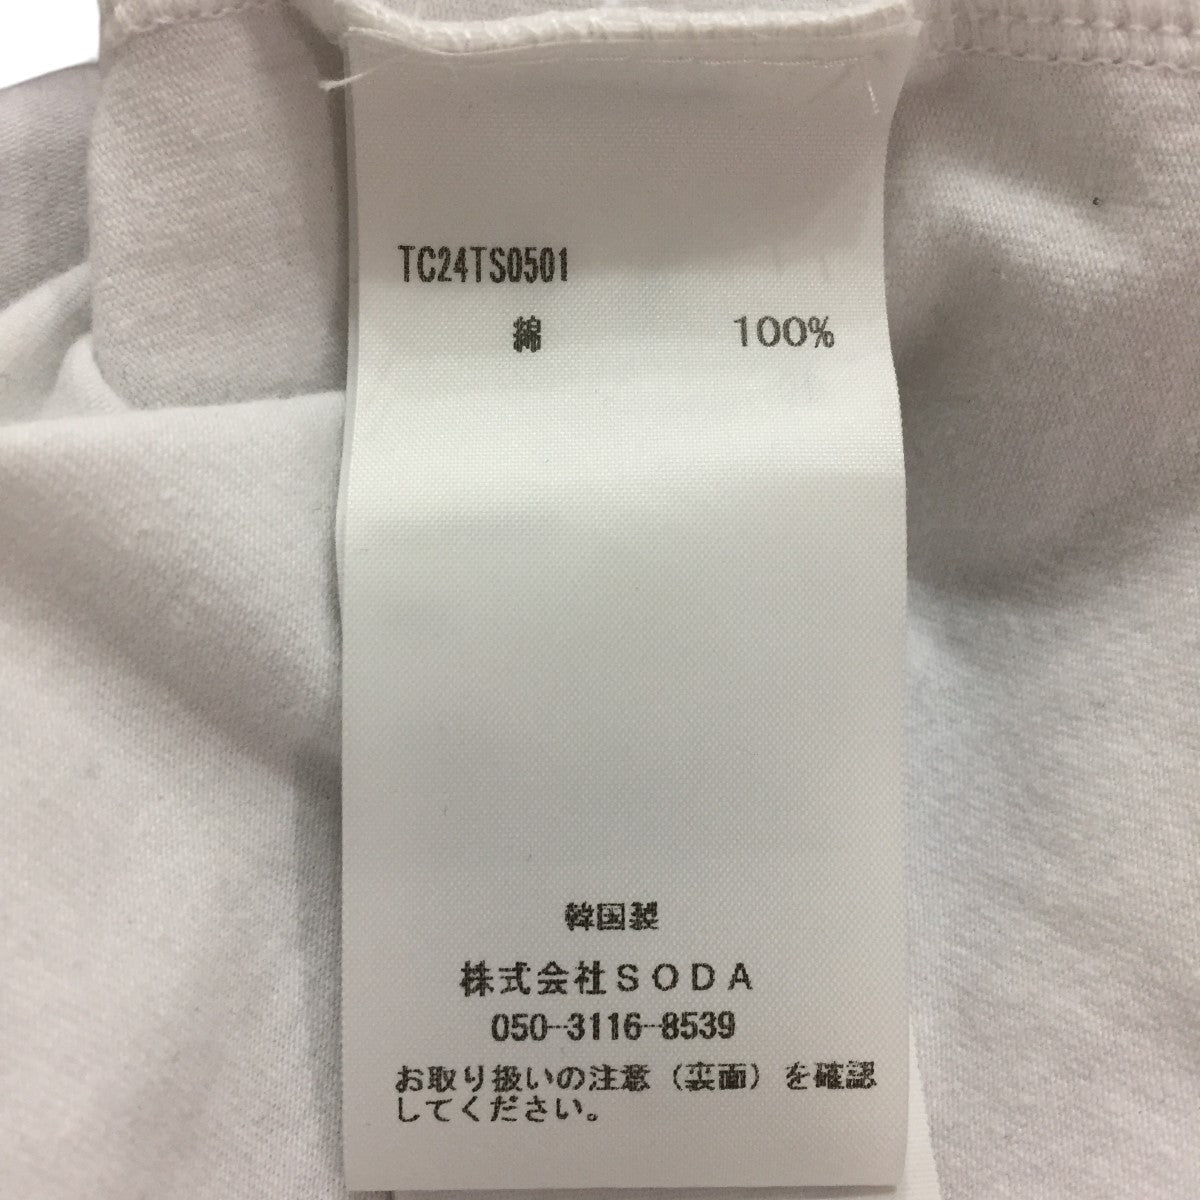 TC24TS0501
綿 100%
韓国製
株式会社SODA
050-3116-8539
お取り扱いの注意(裏面)を確認
してください。